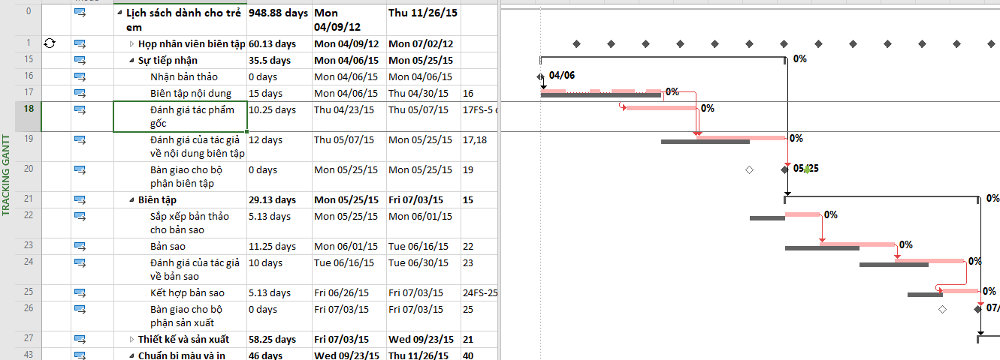 0 Lịch sách dành cho trẻ em 948.88 days Mon 04/09/12 Thu 11/26/15
1 Họp nhân viên biên tập 60.13 days Mon 04/09/12 Mon 07/02/12
15 Sự tiếp nhận 35.5 days Mon 04/06/15 Mon 05/25/15 0%
16 Nhận bản thảo 0 days Mon 04/06/15 Mon 04/06/15 04/06
17 Biên tập nội dung 15 days Mon 04/06/15 Thu 04/30/15 16 0%
18 Đánh giá tác phẩm gốc 10.25 days Thu 04/23/15 Thu 05/07/15 17FS-5 0%
19 Đánh giá của tác giả về nội dung biên tập 12 days Thu 05/07/15 Mon 05/25/15 17,18 0%
20 Bàn giao cho bộ phận biên tập 0 days Mon 05/25/15 Mon 05/25/15 19 05/25
21 Biên tập 29.13 days Mon 05/25/15 Fri 07/03/15 15 0%
22 Sắp xếp bản thảo cho bản sao 5.13 days Mon 05/25/15 Mon 06/01/15 0%
23 Bản sao 11.25 days Mon 06/01/15 Tue 06/16/15 22 0%
24 Đánh giá của tác giả về bản sao 10 days Tue 06/16/15 Tue 06/30/15 23 0%
25 Kết hợp bản sao 5.13 days Fri 06/26/15 Fri 07/03/15 24FS-25 0%
26 Bàn giao cho bộ phận sản xuất 0 days Fri 07/03/15 Fri 07/03/15 25 07/
27 Thiết kế và sản xuất 58.25 days Fri 07/03/15 Wed 09/23/15 21
43 Chuẩn bị màu và in 46 days Wed 09/23/15 Thu 11/26/15 40
TRACKING GANTT